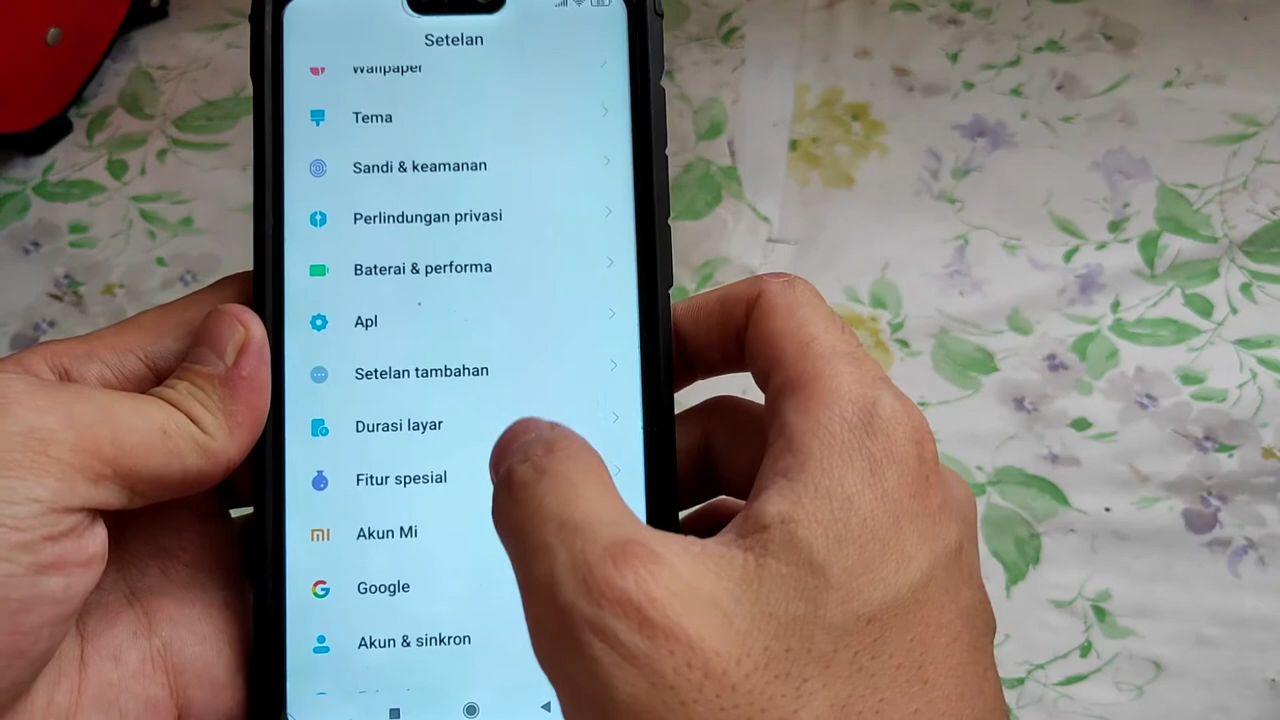 Setelan
Wallpaper
Tema
Sandi & keamanan
Perlindungan privasi
Baterai & performa
Apl
Setelan tambahan
Durasi layar
Fitur spesial
Akun Mi
Google
Akun & sinkron